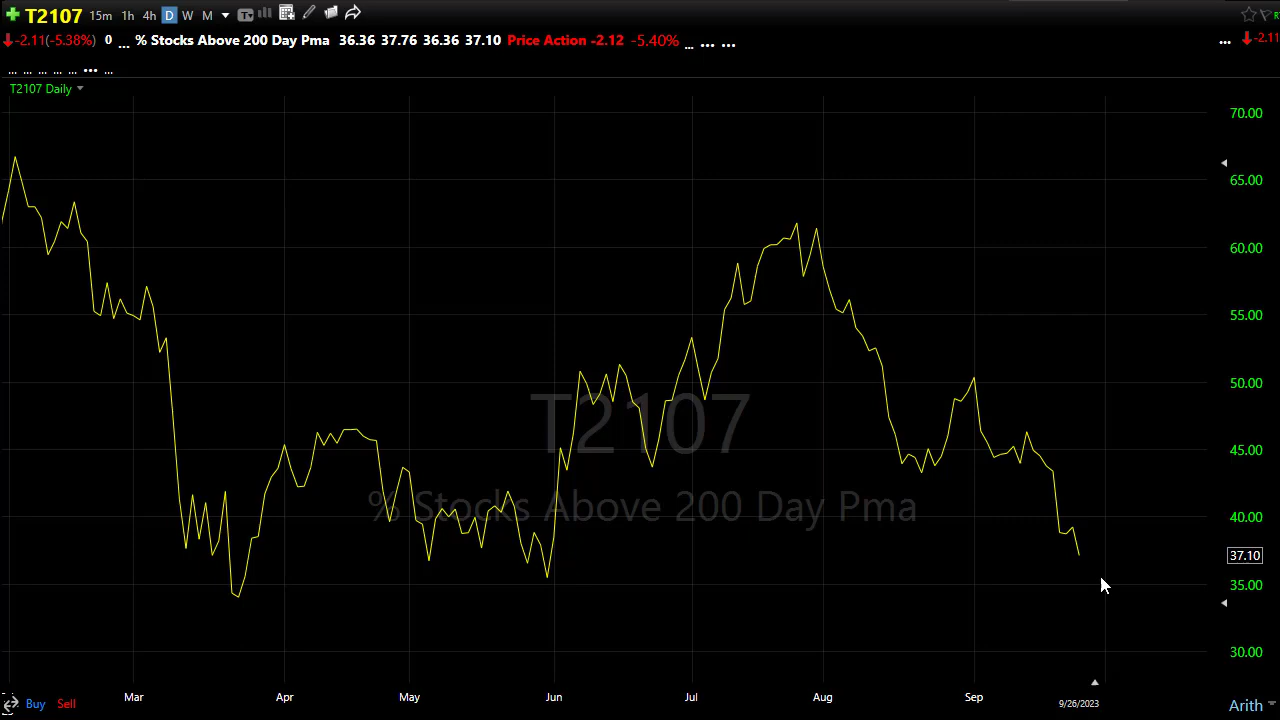 T2107 15m 1h 4h D W M
-2.11(-5.38%) 0 ... % Stocks Above 200 Day Pma 36.36 37.76 36.36 37.10 Price Action -2.12 -5.40% ... ... ... ... -2.11
... ... ... ... ... ... ...
T2107 Daily
70.00
65.00
60.00
55.00
50.00
T2107
45.00
% Stocks Above 200 Day Pma
40.00
37.10
35.00
30.00
Mar Apr May Jun Jul Aug Sep
Buy Sell 9/26/2023 Arith